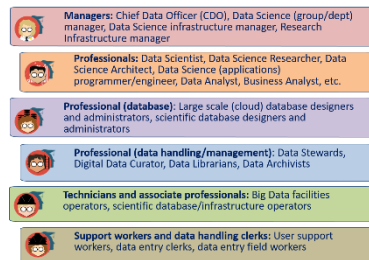 Managers: Chief Data Officer (CDO), Data Science (group/dept)
manager, Data Science infrastructure manager, Research
Infrastructure manager
Professionals: Data Scientist, Data Science Researcher, Data
Science Architect, Data Science (applications)
programmer/engineer, Data Analyst, Business Analyst, etc.
Professional (database): Large scale (cloud) database designers
and administrators, scientific database designers and
administrators
Professional (data handling/management): Data Stewards,
Digital Data Curator, Data Librarians, Data Archivists
Technicians and associate professionals: Big Data facilities
operators, scientific database/infrastructure operators
Support workers and data handling clerks: User support
workers, data entry clerks, data entry field workers